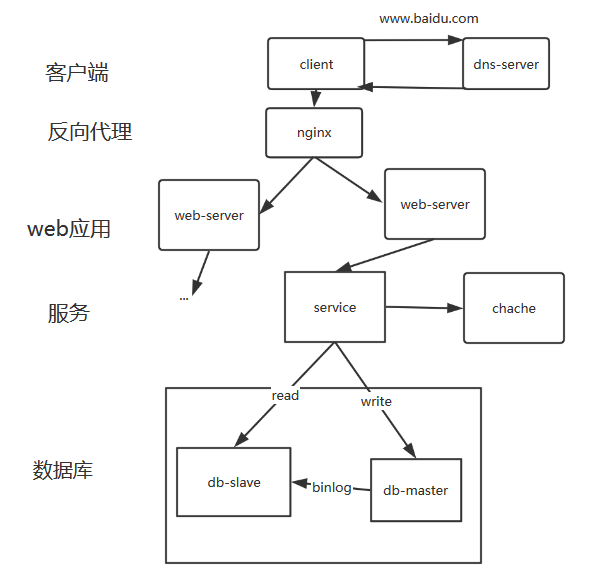 www.baidu.com
客户端
client
dns-server
反向代理
nginx
web应用
web-server
web-server
...
服务
service
chache
read
write
数据库
db-slave
binlog
db-master